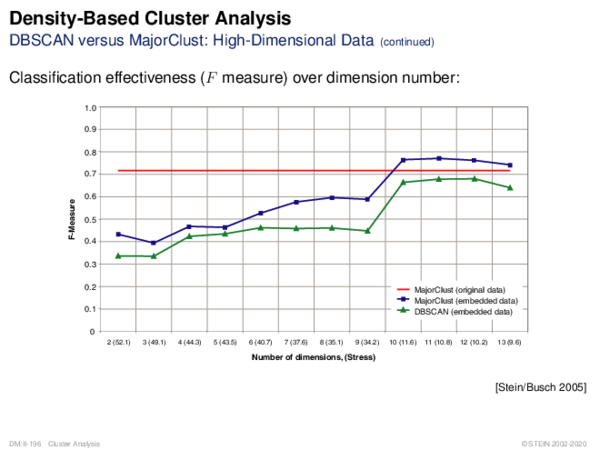 Density-Based Cluster Analysis
DBSCAN versus MajorClust: High-Dimensional Data (continued)
Classification effectiveness (F measure) over dimension number:
1.0
0.9
0.8
0.7
0.6
0.5
0.4
0.3
0.2
0.1
0
F-Measure
MajorClust (original data)
MajorClust (embedded data)
DBSCAN (embedded data)
2 (52.1) 3 (49.1) 4 (44.3) 5 (43.5) 6 (40.7) 7 (37.6) 8 (35.1) 9 (34.2) 10 (11.6) 11 (10.8) 12 (10.2) 13 (9.6)
Number of dimensions, (Stress)
[Stein/Busch 2005]
DM:II-196 Cluster Analysis ©STEIN 2002-2020